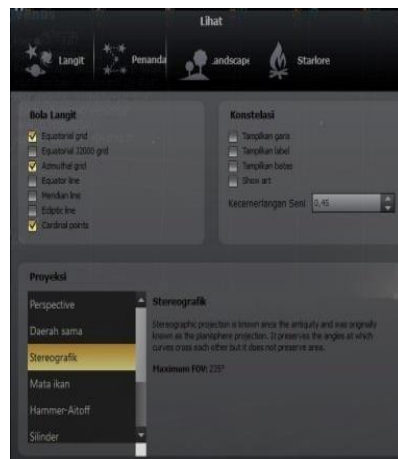 Lihat
Langit
Penanda
andscape
Starlore
Bola Langit
Equatorial grid
Equatorial J2000 grid
Azimuthal grid
Equator line
Meridian line
Ecliptic line
Cardinal points
Konstelasi
Tampilkan garis
Tampilkan label
Tampilkan batas
Show art
Kecemerlangan Seni 0,45
Proyeksi
Perspective
Daerah sama
Stereografik
Mata ikan
Hammer-Aitoff
Silinder
Stereografik
Stereographic projection is known since the antiquity and was originally
known as the planisphere projection. It preserves the angles at which
curves cross each other but it does not preserve area.
Maximum FOV: 235°